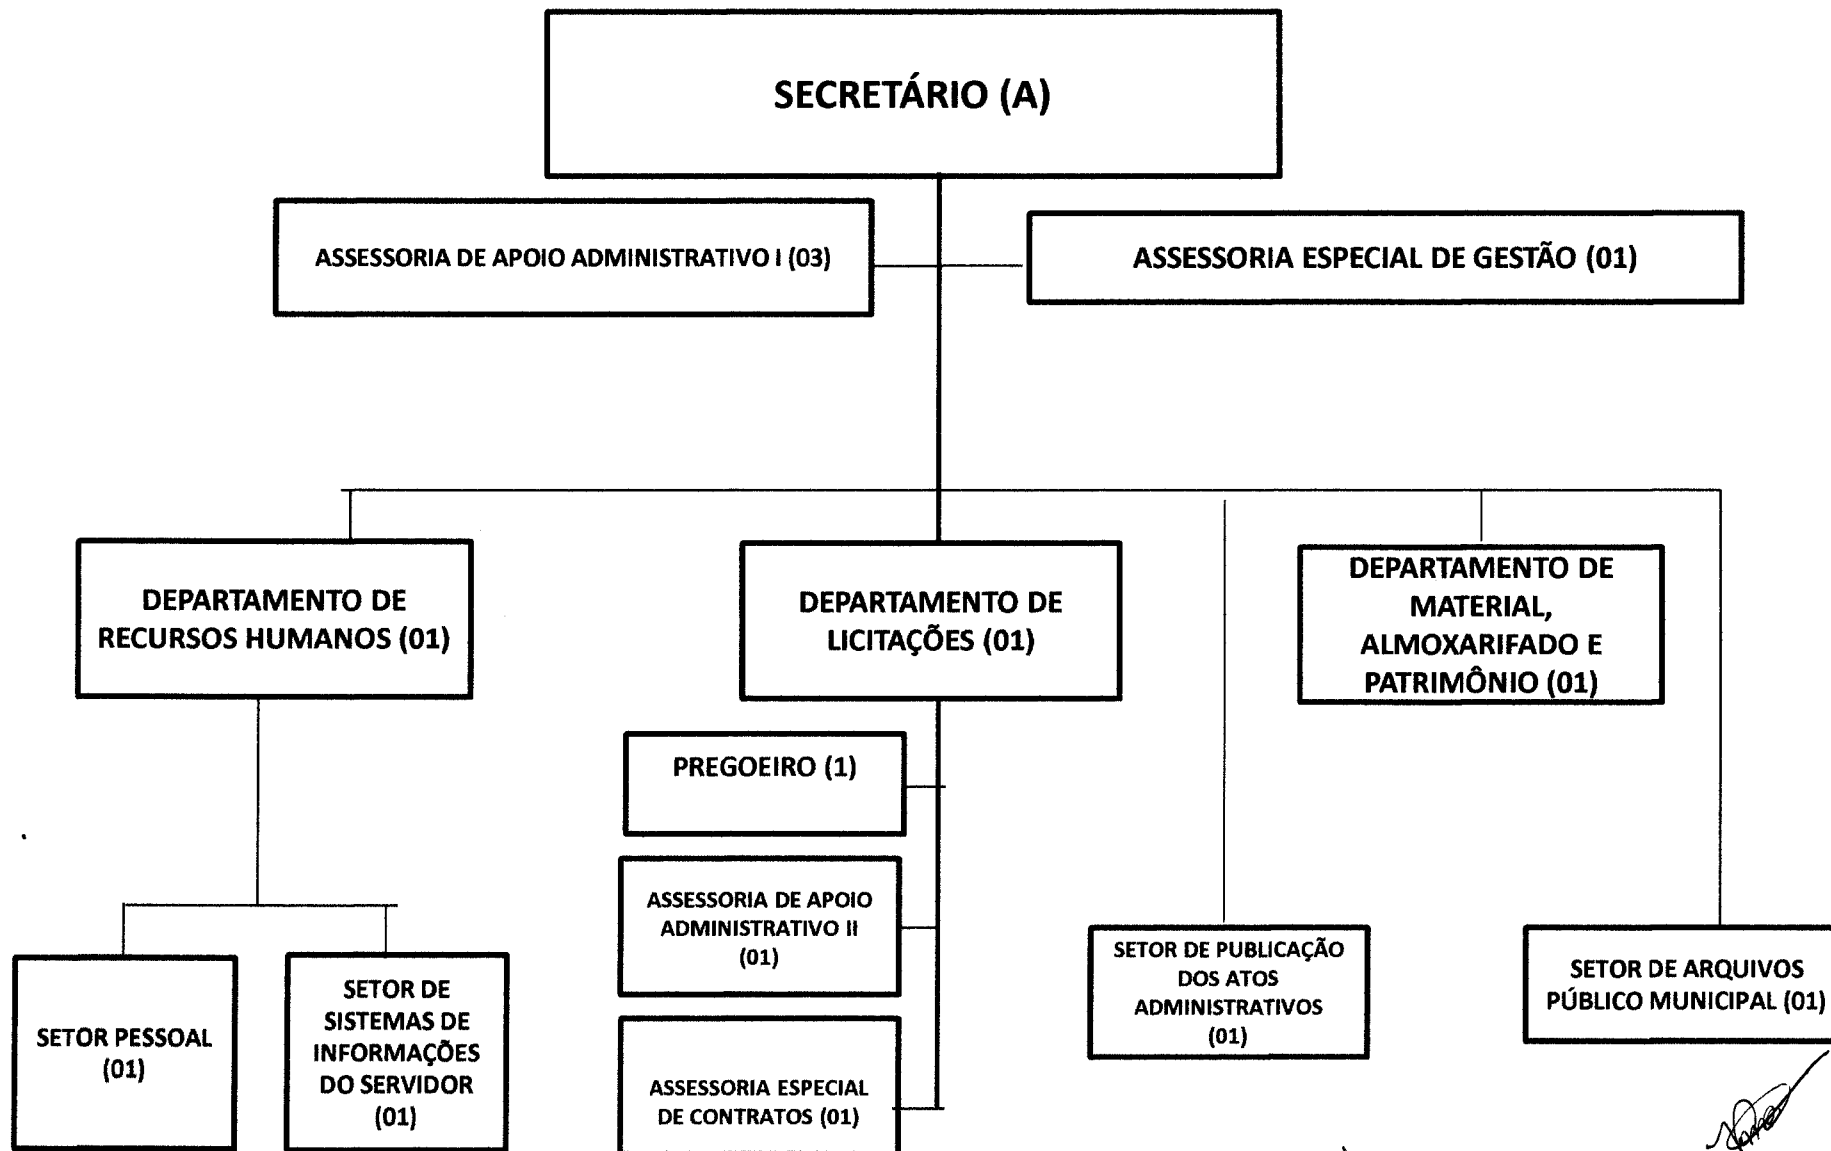 SECRETÁRIO (A)
ASSESSORIA DE APOIO ADMINISTRATIVO I (03)
ASSESSORIA ESPECIAL DE GESTÃO (01)
DEPARTAMENTO DE
RECURSOS HUMANOS (01)
DEPARTAMENTO DE
LICITAÇÕES (01)
DEPARTAMENTO DE
MATERIAL,
ALMOXARIFADO E
PATRIMÔNIO (01)
PREGOEIRO (1)
ASSESSORIA DE APOIO
ADMINISTRATIVO II
(01)
SETOR DE PUBLICAÇÃO
DOS ATOS
ADMINISTRATIVOS
(01)
SETOR DE ARQUIVOS
PÚBLICO MUNICIPAL (01)
SETOR PESSOAL
(01)
SETOR DE
SISTEMAS DE
INFORMAÇÕES
DO SERVIDOR
(01)
ASSESSORIA ESPECIAL
DE CONTRATOS (01)